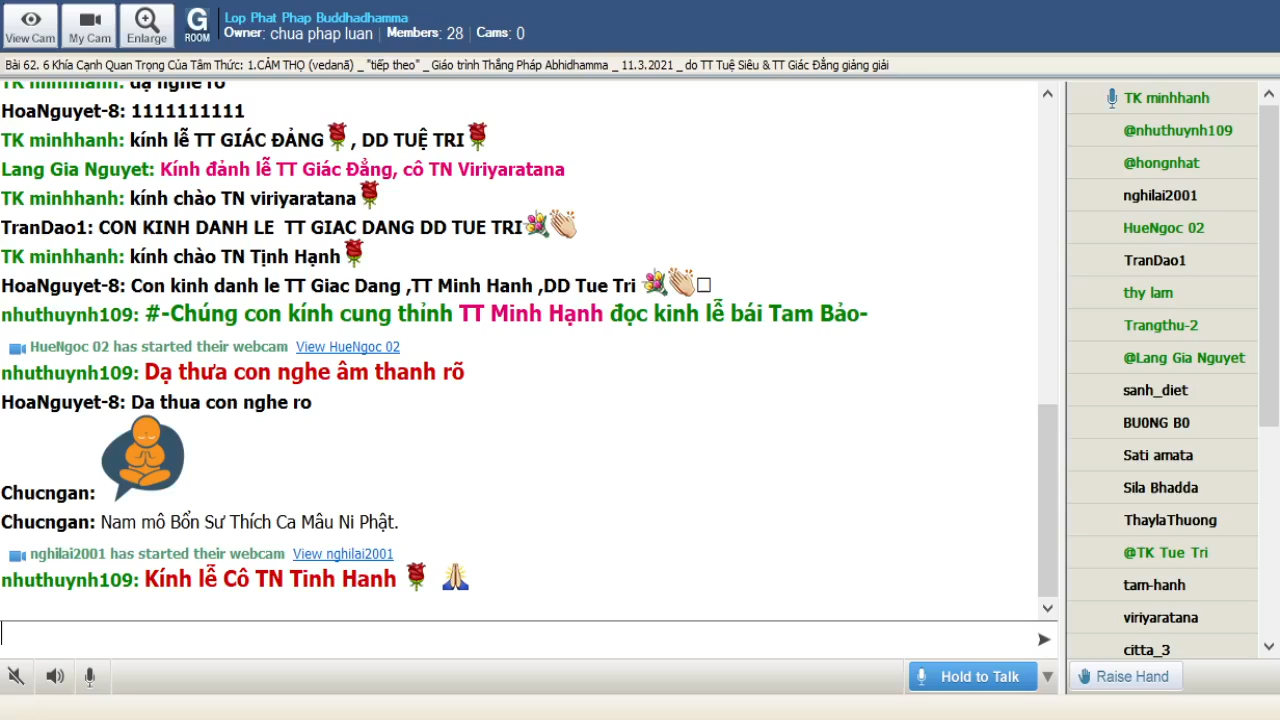 View Cam
My Cam
Enlarge
G
ROOM
Lop Phat Phap Buddhadhamma
Owner: chua phap luan | Members: 28 | Cams: 0
Bài 62. 6 Khía Cạnh Quan Trọng Của Tâm Thức: 1.CẢM THỌ (vedanā) _ "tiếp theo" _ Giáo trình Thắng Pháp Abhidhamma _ 11.3.2021 _ do TT Tuệ Siêu & TT Giác Đẳng giảng giải
TK minhhanh: dạ nghe rõ
HoaNguyet-8: 1111111111
TK minhhanh: kính lễ TT GIÁC ĐẢNG🌹, DD TUỆ TRI🌹
Lang Gia Nguyet: Kính đảnh lễ TT Giác Đẳng, cô TN Viriyaratana
TK minhhanh: kính chào TN viriyaratana🌹
TranDao1: CON KINH DANH LE TT GIAC DANG DD TUE TRI💐👏
TK minhhanh: kính chào TN Tịnh Hạnh🌹
HoaNguyet-8: Con kinh danh le TT Giac Dang ,TT Minh Hanh ,DD Tue Tri 💐👏□
nhuthuynh109: #-Chúng con kính cung thỉnh TT Minh Hạnh đọc kinh lễ bái Tam Bảo-
HueNgoc 02 has started their webcam View HueNgoc 02
nhuthuynh109: Dạ thưa con nghe âm thanh rõ
HoaNguyet-8: Da thua con nghe ro
Chucngan:
Chucngan: Nam mô Bổn Sư Thích Ca Mâu Ni Phật.
nghilai2001 has started their webcam View nghilai2001
nhuthuynh109: Kính lễ Cô TN Tinh Hanh 🌹 🙏
Hold to Talk
TK minhhanh
@nhuthuynh109
@hongnhat
nghilai2001
HueNgoc 02
TranDao1
thy lam
Trangthu-2
@Lang Gia Nguyet
sanh_diet
BU0NG B0
Sati amata
Sila Bhadda
ThaylaThuong
@TK Tue Tri
tam-hanh
viriyaratana
citta_3
Raise Hand